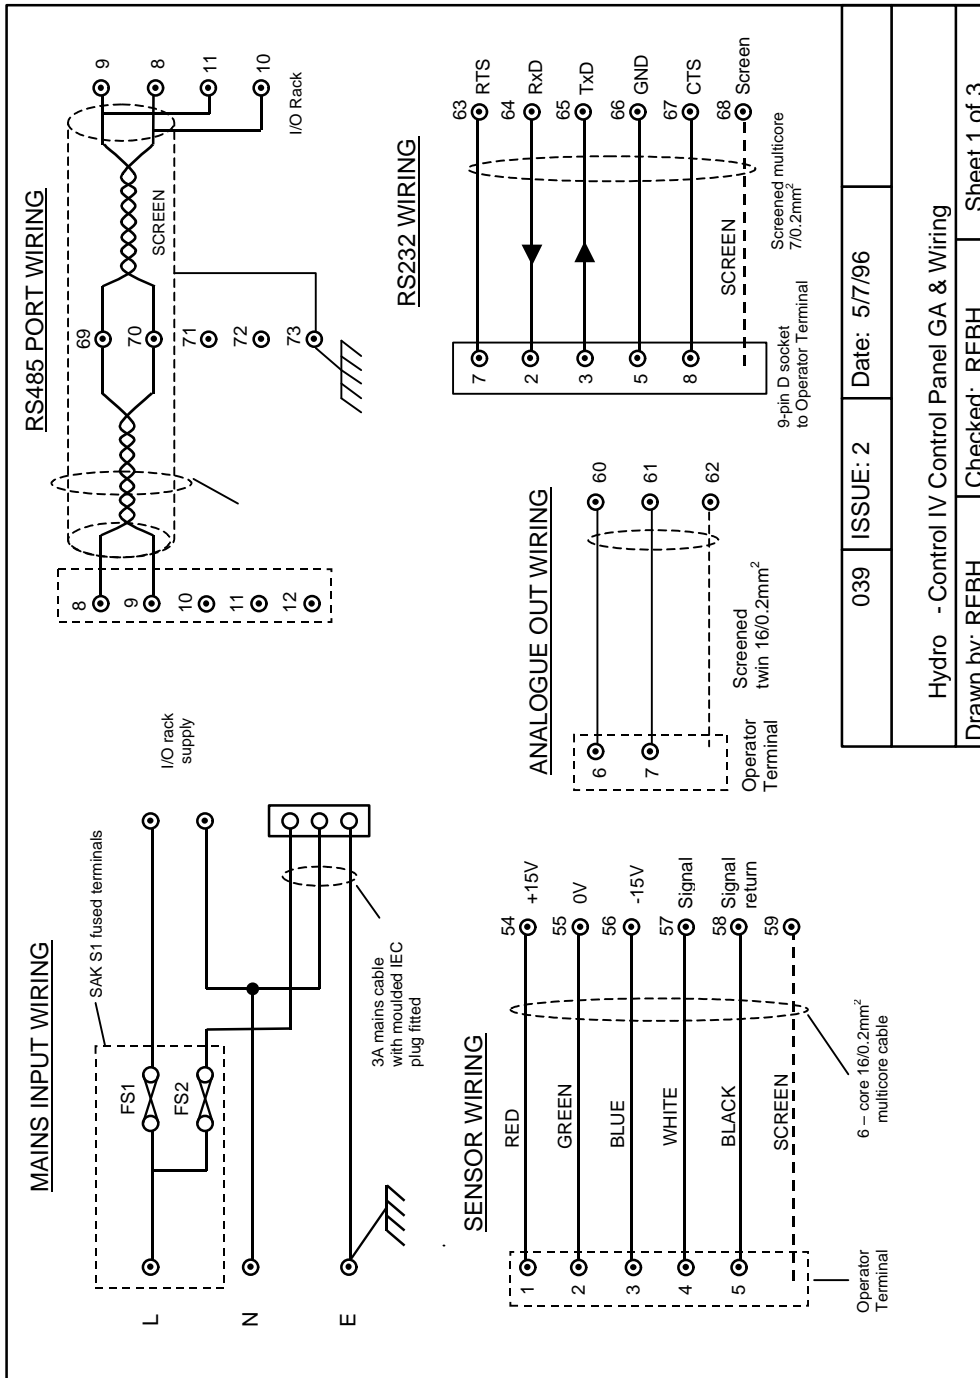 MAINS INPUT WIRING
SAK S1 fused terminals
I/O rack
supply
FS1
FS2
L
N
E
3A mains cable
with moulded IEC
plug fitted
RS485 PORT WIRING
8
9
10
11
12
69
70
71
72
73
SCREEN
9
8
11
10
I/O Rack
SENSOR WIRING
1
2
3
4
5
RED
GREEN
BLUE
WHITE
BLACK
SCREEN
54 +15V
55 0V
56 -15V
57 Signal
58 Signal
return
59
Operator
Terminal
6 – core 16/0.2mm²
multicore cable
ANALOGUE OUT WIRING
6
7
60
61
62
Operator
Terminal
Screened
twin 16/0.2mm²
RS232 WIRING
7
2
3
5
8
63 RTS
64 RxD
65 TxD
66 GND
67 CTS
68 Screen
SCREEN
9-pin D socket
to Operator Terminal
Screened multicore
7/0.2mm²
039 ISSUE: 2 Date: 5/7/96
Hydro - Control IV Control Panel GA & Wiring
Drawn by: REBH Checked: REBH Sheet 1 of 3